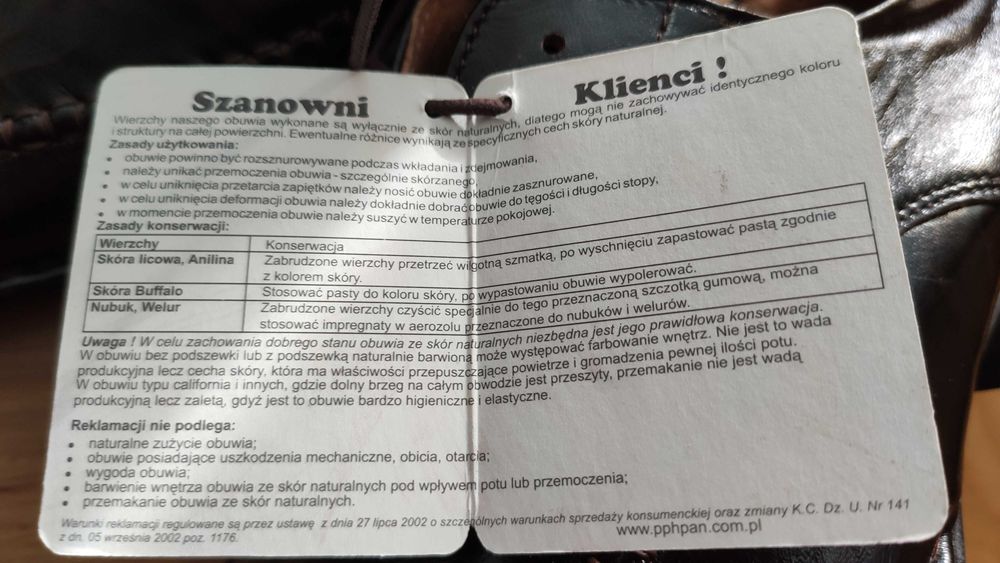 Szanowni Klienci !
Wierzchy naszego obuwia wykonane są wyłącznie ze skór naturalnych, dlatego mogą nie zachowywać identycznego koloru
i struktury na całej powierzchni. Ewentualne różnice wynikają ze specyficznych cech skóry naturalnej.
Zasady użytkowania:
• obuwie powinno być rozsznurowywane podczas wkładania i zdejmowania,
• należy unikać przemoczenia obuwia - szczególnie skórzanego,
• w celu uniknięcia przetarcia zapiętków należy nosić obuwie dokładnie zasznurowane,
• w celu uniknięcia deformacji obuwia należy dokładnie dobrać obuwie do tęgości i długości stopy,
• w momencie przemoczenia obuwie należy suszyć w temperaturze pokojowej.
Zasady konserwacji:
Wierzchy Konserwacja
Skóra licowa, Anilina Zabrudzone wierzchy przetrzeć wilgotną szmatką, po wyschnięciu zapastować pastą zgodnie
z kolorem skóry.
Skóra Buffalo Stosować pasty do koloru skóry, po wypastowaniu obuwie wypolerować.
Nubuk, Welur Zabrudzone wierzchy czyścić specjalnie do tego przeznaczoną szczotką gumową, można
stosować impregnaty w aerozolu przeznaczone do nubuków i welurów.
Uwaga ! W celu zachowania dobrego stanu obuwia ze skór naturalnych niezbędna jest jego prawidłowa konserwacja.
W obuwiu bez podszewki lub z podszewką naturalnie barwioną może występować farbowanie wnętrz. Nie jest to wada
produkcyjna lecz cecha skóry, która ma właściwości przepuszczające powietrze i gromadzenia pewnej ilości potu.
W obuwiu typu california i innych, gdzie dolny brzeg na całym obwodzie jest przeszyty, przemakanie nie jest wadą
produkcyjną lecz zaletą, gdyż jest to obuwie bardzo higieniczne i elastyczne.
Reklamacji nie podlega:
• naturalne zużycie obuwia;
• obuwie posiadające uszkodzenia mechaniczne, obicia, otarcia;
• wygoda obuwia;
• barwienie wnętrza obuwia ze skór naturalnych pod wpływem potu lub przemoczenia;
• przemakanie obuwia ze skór naturalnych.
Warunki reklamacji regulowane są przez ustawę z dnia 27 lipca 2002 o szczególnych warunkach sprzedaży konsumenckiej oraz zmiany K.C. Dz. U. Nr 141
z dn. 05 września 2002 poz. 1176.
www.pphpan.com.pl